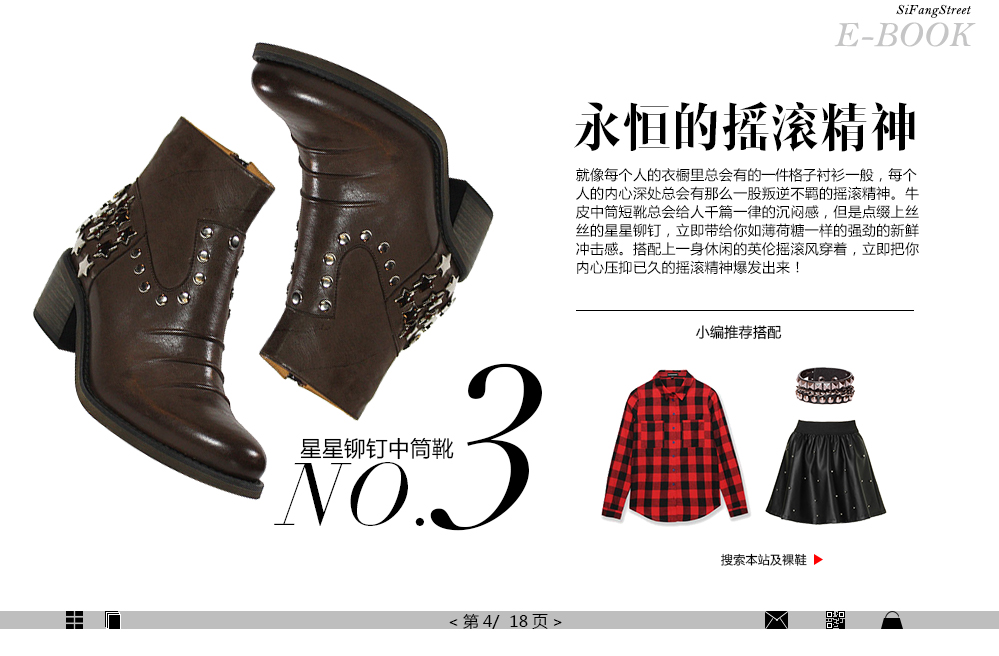 SiFangStreet
E-BOOK
永恒的摇滚精神
就像每个人的衣橱里总会有的一件格子衬衫一般，每个
人的内心深处总会有那么一股叛逆不羁的摇滚精神。牛
皮中筒短靴总会给人千篇一律的沉闷感，但是点缀上丝
丝的星星铆钉，立即带给你如薄荷糖一样的强劲的新鲜
冲击感。搭配上一身休闲的英伦摇滚风穿着，立即把你
内心压抑已久的摇滚精神爆发出来！
小编推荐搭配
星星铆钉中筒靴
NO.3
搜索本站及裸鞋
< 第 4/ 18 页 >